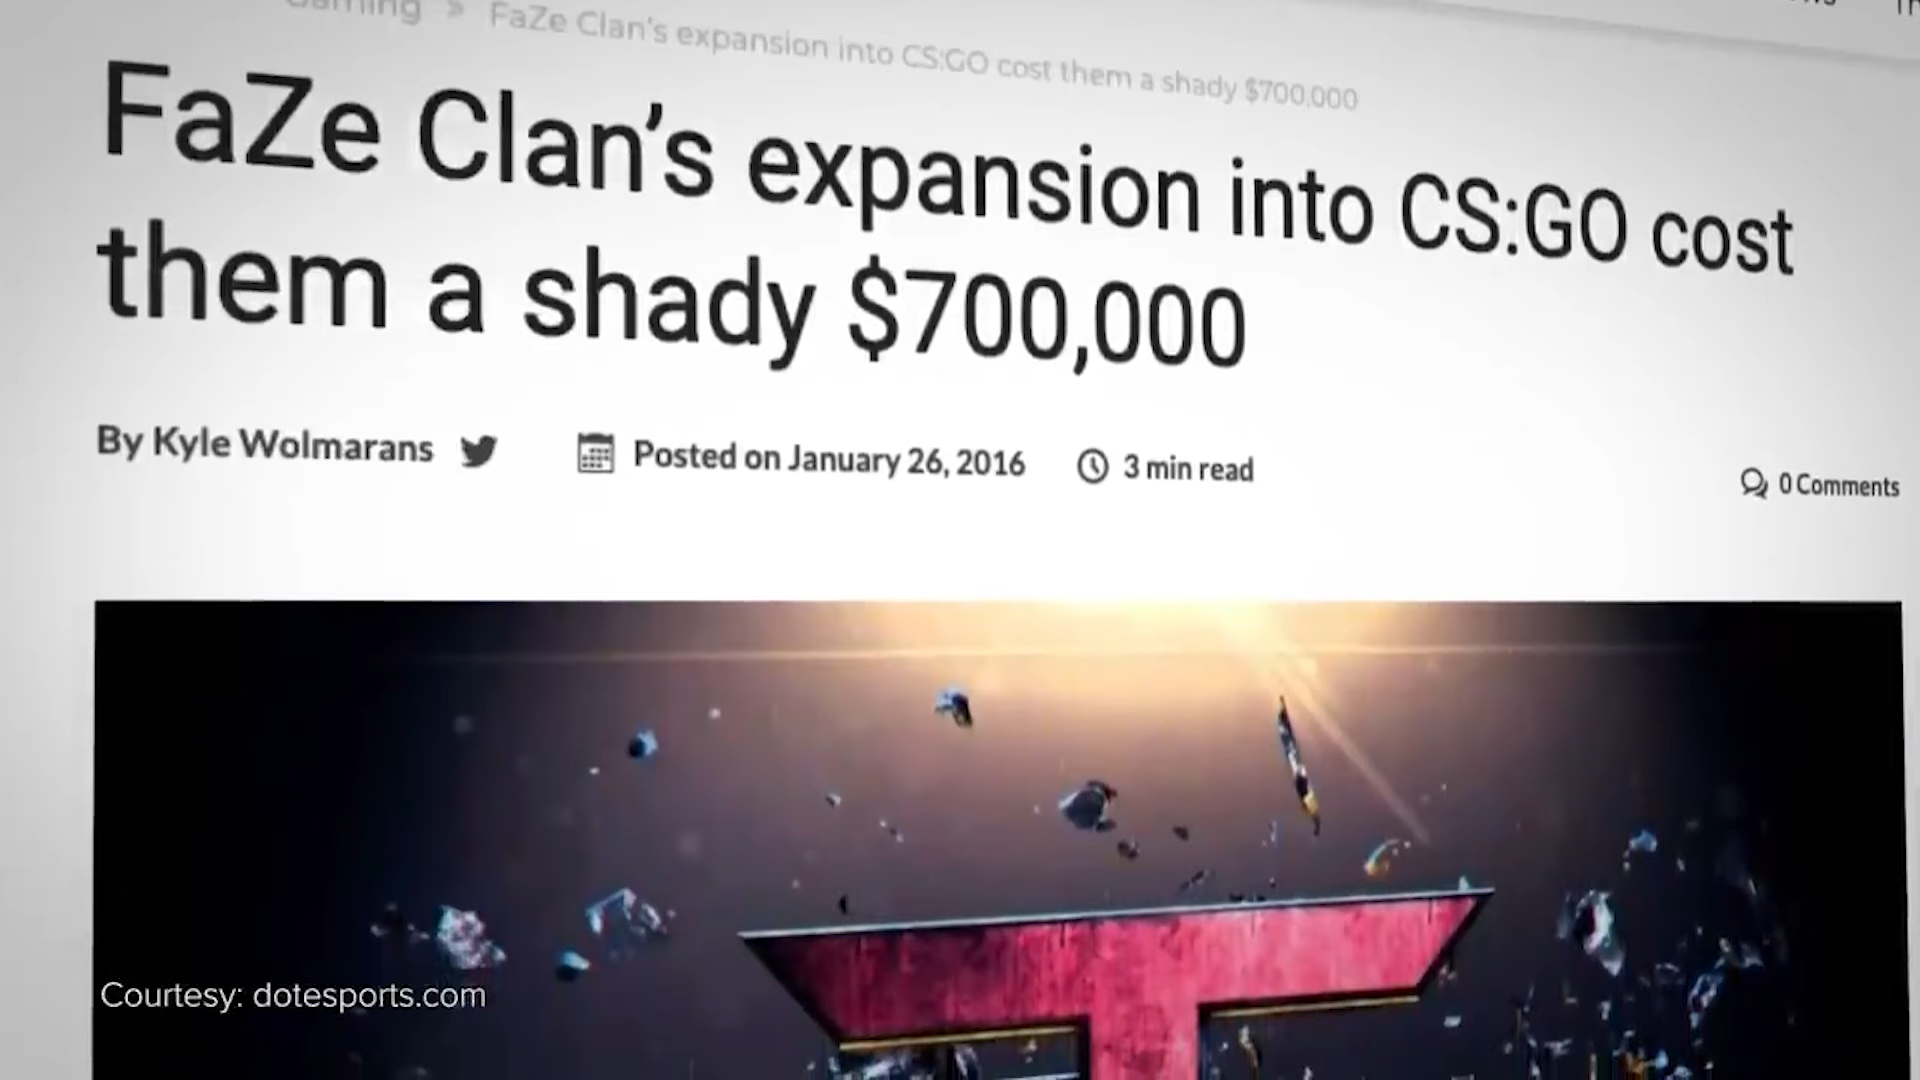 » FaZe Clan's expansion into CS:GO cost them a shady $700,000
FaZe Clan’s expansion into CS:GO cost
them a shady $700,000
By Kyle Wolmarans
Posted on January 26, 2016
3 min read
0 Comments
Courtesy: dotesports.com